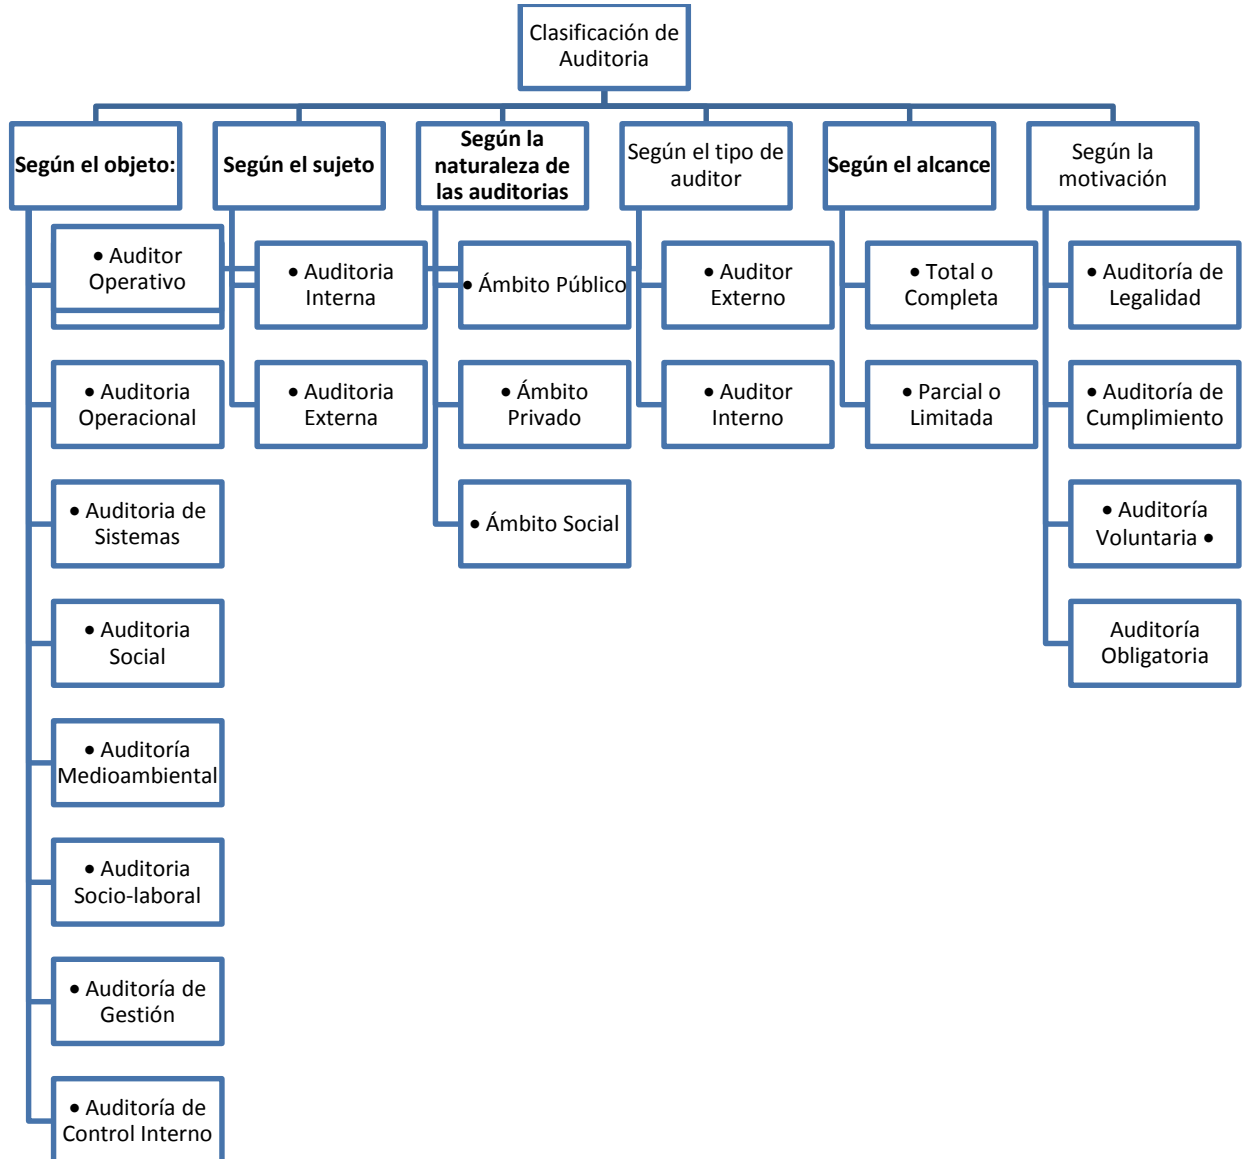 Clasificación de
Auditoria
Según el objeto:
Según el sujeto
Según la
naturaleza de
las auditorias
Según el tipo de
auditor
Según el alcance
Según la
motivación
• Auditor
Operativo
• Auditoria
Operacional
• Auditoria de
Sistemas
• Auditoria
Social
• Auditoría
Medioambiental
• Auditoria
Socio-laboral
• Auditoría de
Gestión
• Auditoría de
Control Interno
• Auditoria
Interna
• Auditoria
Externa
• Ámbito Público
• Ámbito
Privado
• Ámbito Social
• Auditor
Externo
• Auditor
Interno
• Total o
Completa
• Parcial o
Limitada
• Auditoría de
Legalidad
• Auditoría de
Cumplimiento
• Auditoría
Voluntaria •
Auditoría
Obligatoria